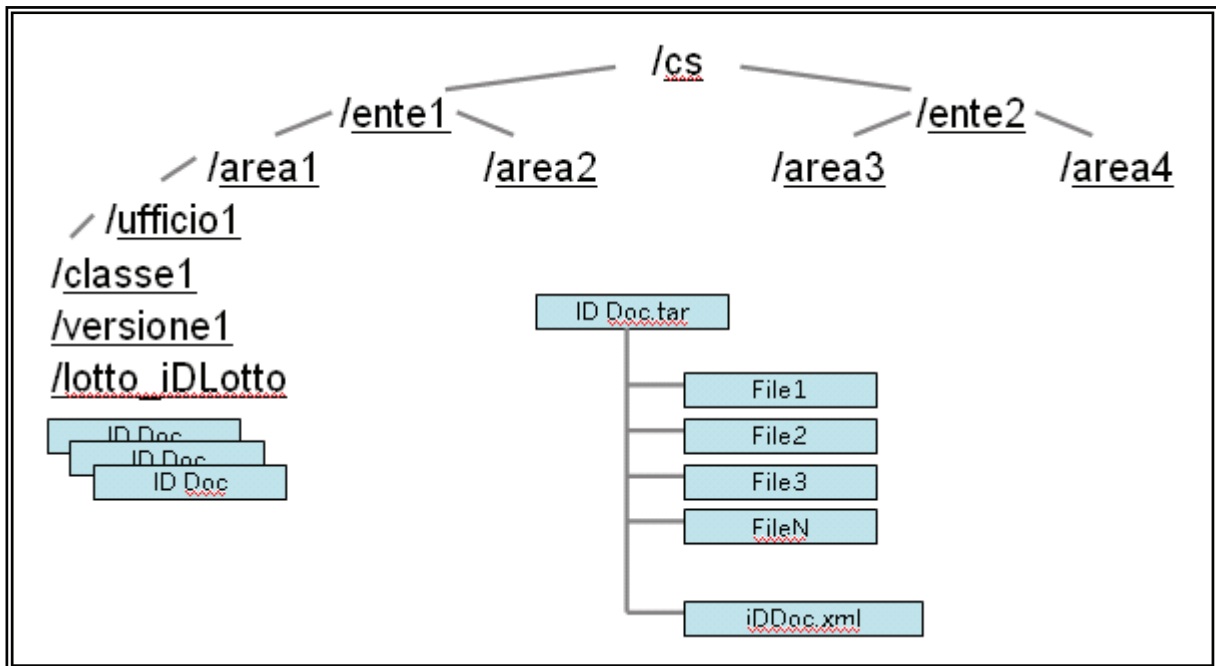 /cs
/ente1 /ente2
/area1 /area2 /area3 /area4
/ufficio1
/classe1
/versione1
/lotto_iDLotto
ID Doc
ID Doc
ID Doc
ID Doc.tar
File1
File2
File3
FileN
iDDoc.xml